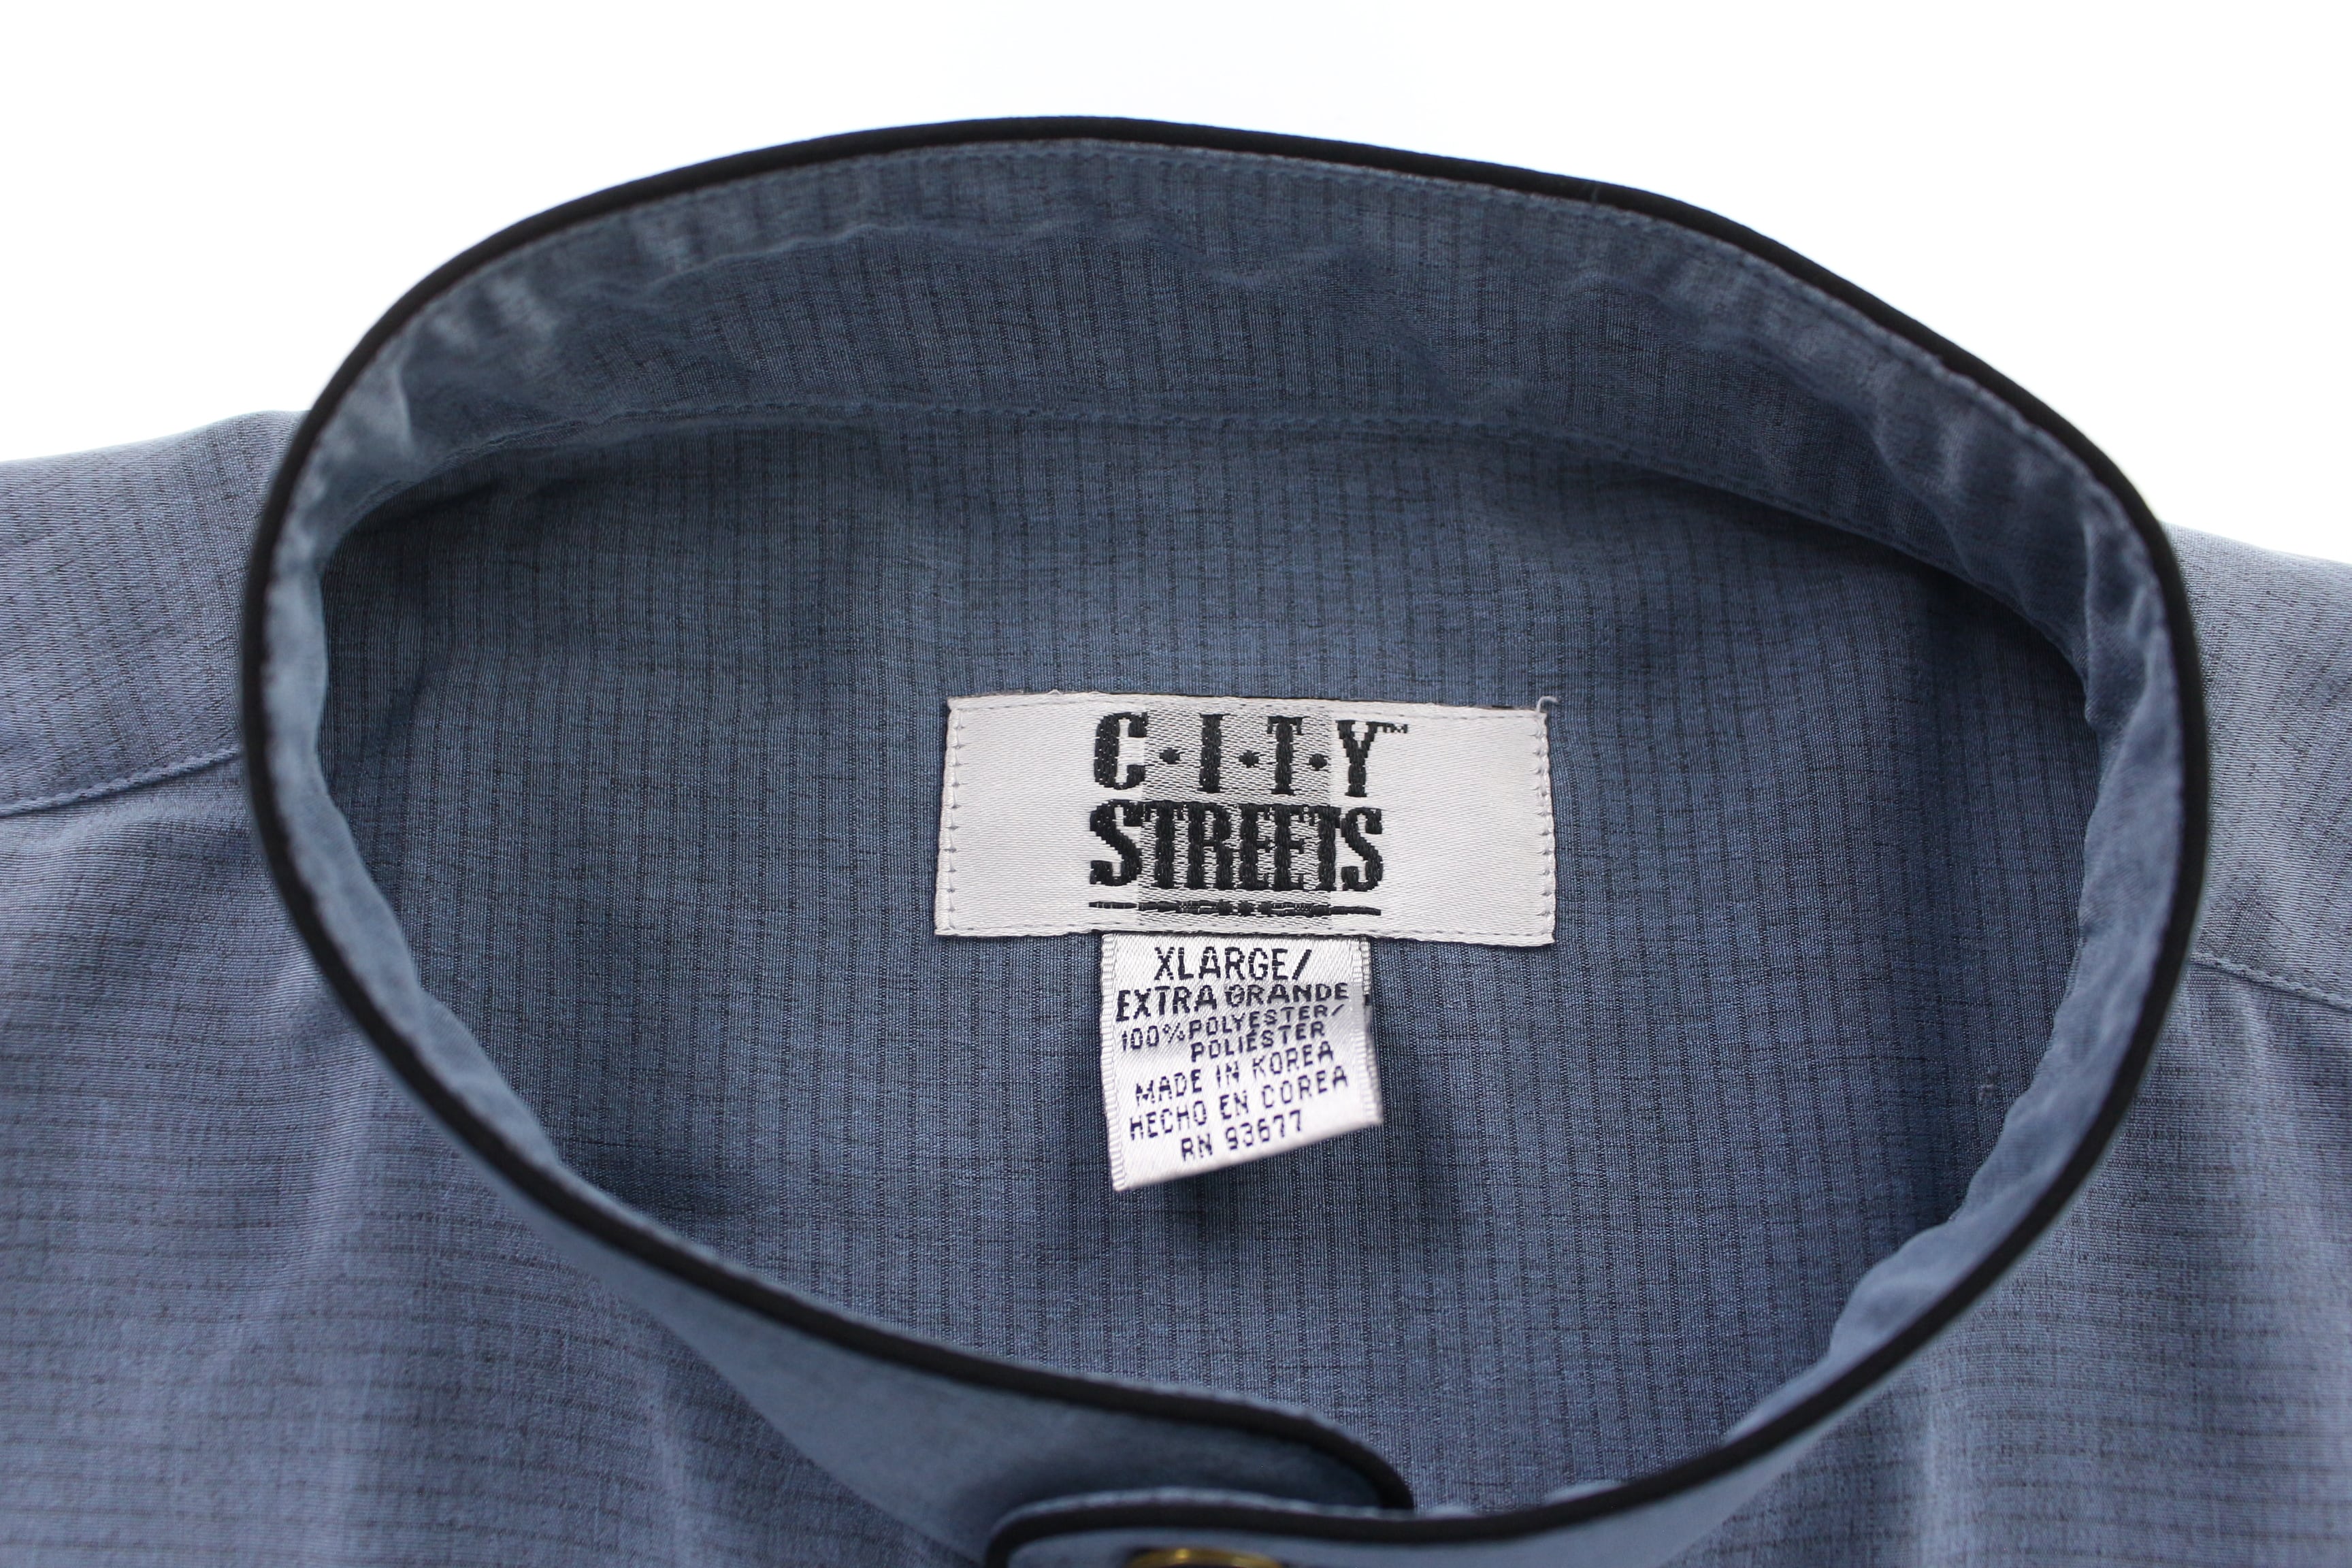 C·I·T·Y™
STREETS
XLARGE/
EXTRA GRANDE
100% POLYESTER/
POLIESTER
MADE IN KOREA
HECHO EN COREA
RN 93677